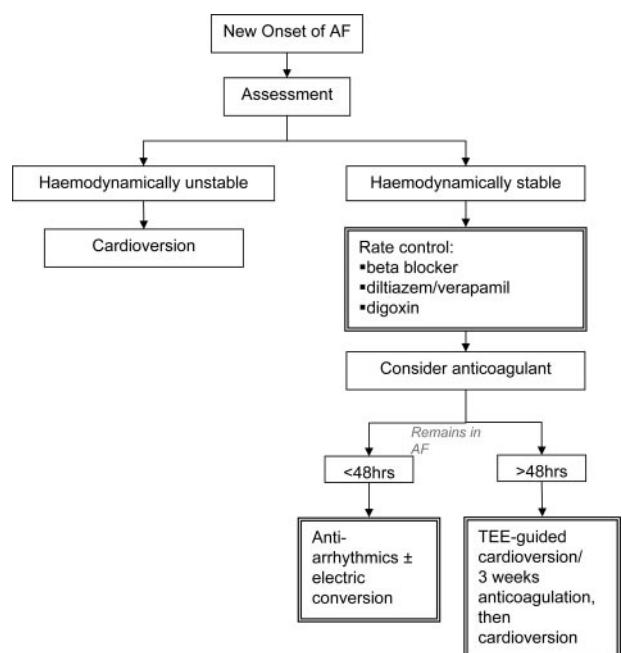 New Onset of AF
Assessment
Haemodynamically unstable
Haemodynamically stable
Cardioversion
Rate control:
▪beta blocker
▪diltiazem/verapamil
▪digoxin
Consider anticoagulant
Remains in
AF
<48hrs
>48hrs
Anti-
arrhythmics ±
electric
conversion
TEE-guided
cardioversion/
3 weeks
anticoagulation,
then
cardioversion